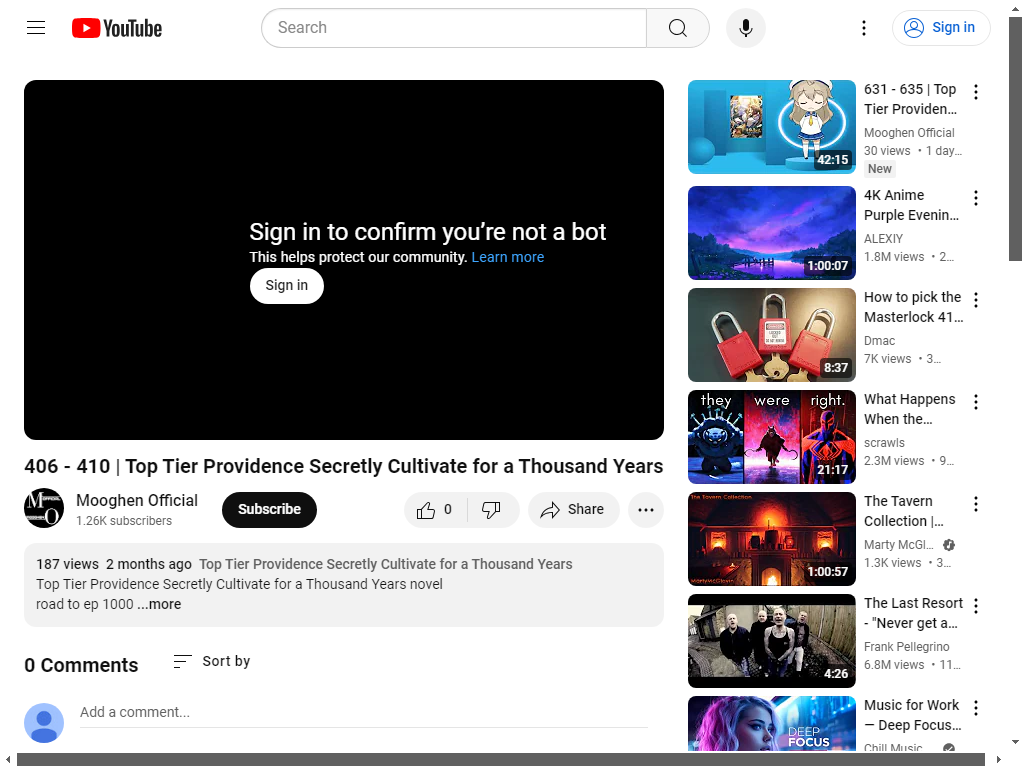 YouTube
Search
Sign in
Sign in to confirm you're not a bot
This helps protect our community. Learn more
Sign in
406 - 410 | Top Tier Providence Secretly Cultivate for a Thousand Years
Mooghen Official
1.26K subscribers
Subscribe
0
Share
187 views 2 months ago Top Tier Providence Secretly Cultivate for a Thousand Years
Top Tier Providence Secretly Cultivate for a Thousand Years novel
road to ep 1000 ...more
0 Comments
Sort by
Add a comment...
42:15
631 - 635 | Top
Tier Providen...
Mooghen Official
30 views • 1 day...
New
1:00:07
4K Anime
Purple Evenin...
ALEXIY
1.8M views • 2...
8:37
How to pick the
Masterlock 41...
Dmac
7K views • 3...
they were right.
21:17
What Happens
When the...
scrawls
2.3M views • 9...
The Tavern Collection
1:00:57
The Tavern
Collection |...
Marty McGl...
1.3K views • 3...
4:26
The Last Resort
- "Never get a...
Frank Pellegrino
6.8M views • 11...
DEEP
FOCUS
Music for Work
— Deep Focus...
Chill Music